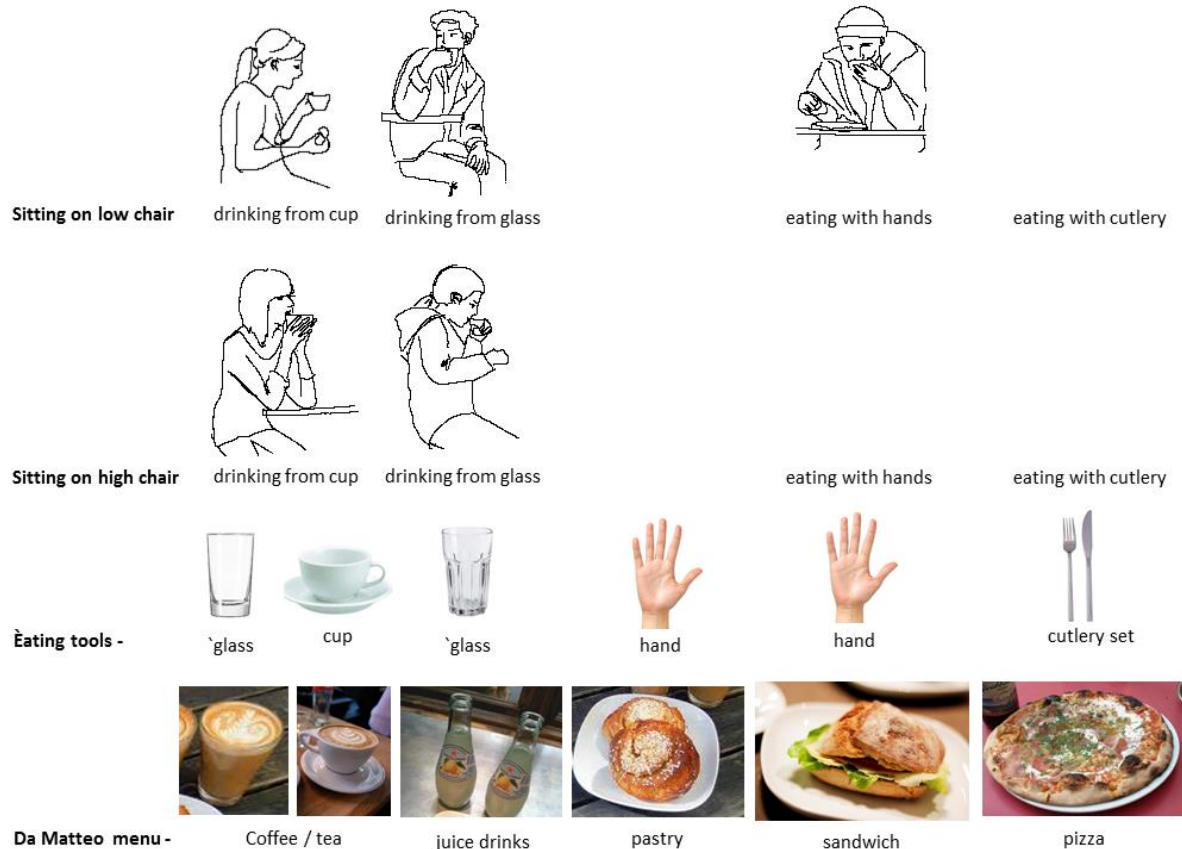 Sitting on low chair drinking from cup drinking from glass eating with hands eating with cutlery
Sitting on high chair drinking from cup drinking from glass eating with hands eating with cutlery
Èating tools - `glass cup `glass hand hand cutlery set
Da Matteo menu - Coffee / tea juice drinks pastry sandwich pizza